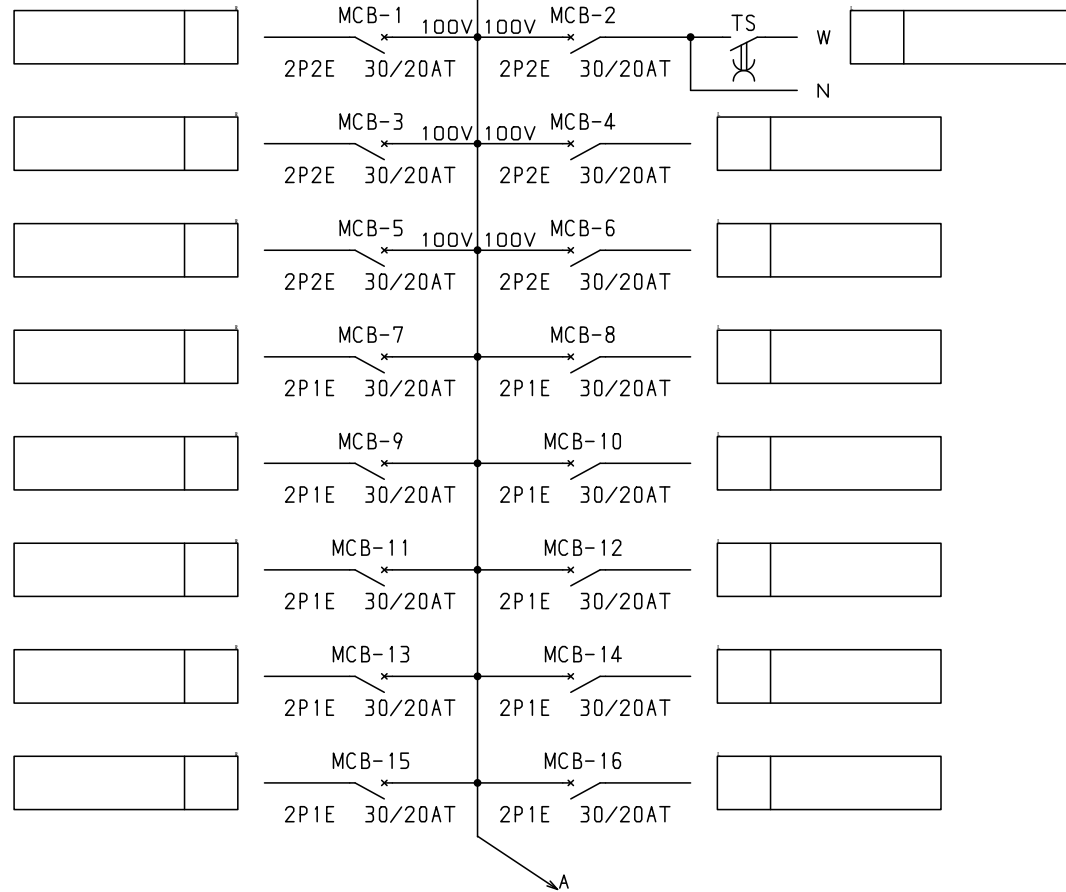 MCB-1 100V 100V MCB-2 TS W
2P2E 30/20AT 2P2E 30/20AT N
MCB-3 100V 100V MCB-4
2P2E 30/20AT 2P2E 30/20AT
MCB-5 100V 100V MCB-6
2P2E 30/20AT 2P2E 30/20AT
MCB-7 MCB-8
2P1E 30/20AT 2P1E 30/20AT
MCB-9 MCB-10
2P1E 30/20AT 2P1E 30/20AT
MCB-11 MCB-12
2P1E 30/20AT 2P1E 30/20AT
MCB-13 MCB-14
2P1E 30/20AT 2P1E 30/20AT
MCB-15 MCB-16
2P1E 30/20AT 2P1E 30/20AT
A